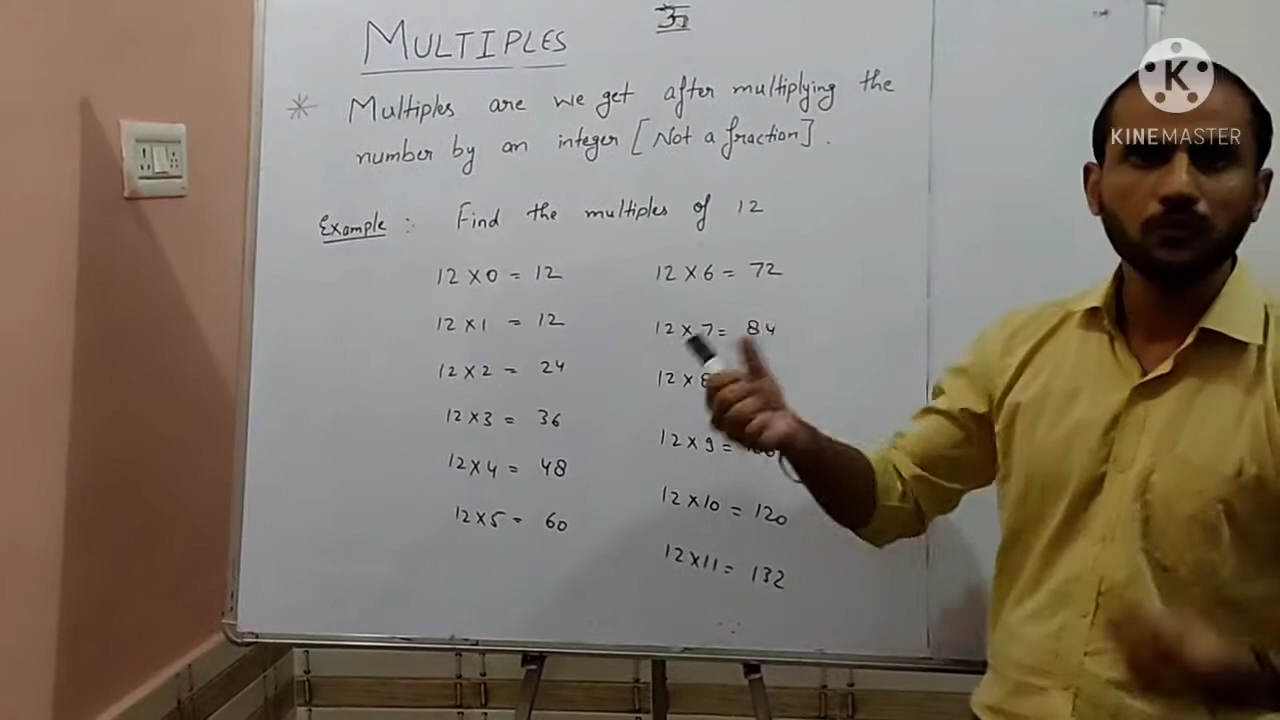 ॐ
MULTIPLES
* Multiples are we get after multiplying the
number by an integer [Not a fraction].
Example :- Find the multiples of 12
12 X 0 = 12
12 X 1 = 12
12 X 2 = 24
12 X 3 = 36
12 X 4 = 48
12 X 5 = 60
12 X 6 = 72
12 X 7 = 84
12 X 8
12 X 9 =
12 X 10 = 120
12 X 11 = 132
K
KINEMASTER